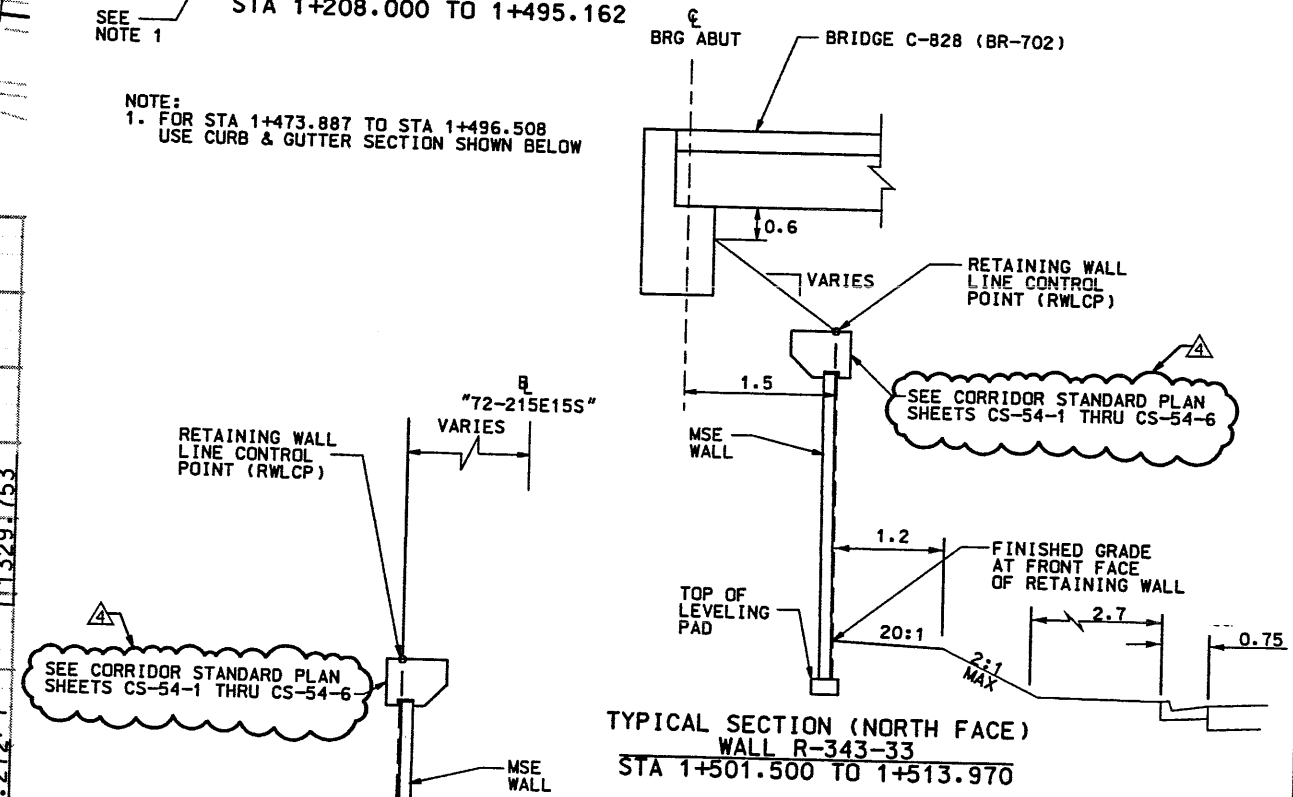 STA 1+208.000 TO 1+495.162
SEE
NOTE 1
NOTE:
1. FOR STA 1+473.887 TO STA 1+496.508
USE CURB & GUTTER SECTION SHOWN BELOW
℄
BRG ABUT
BRIDGE C-828 (BR-702)
0.6
VARIES
RETAINING WALL
LINE CONTROL
POINT (RWLCP)
4
SEE CORRIDOR STANDARD PLAN
SHEETS CS-54-1 THRU CS-54-6
1.5
MSE
WALL
1.2
FINISHED GRADE
AT FRONT FACE
OF RETAINING WALL
TOP OF
LEVELING
PAD
20:1
2:1
MAX
2.7
0.75
TYPICAL SECTION (NORTH FACE)
WALL R-343-33
STA 1+501.500 TO 1+513.970
BL
"72-215E15S"
VARIES
RETAINING WALL
LINE CONTROL
POINT (RWLCP)
4
SEE CORRIDOR STANDARD PLAN
SHEETS CS-54-1 THRU CS-54-6
MSE
WALL
11329.753